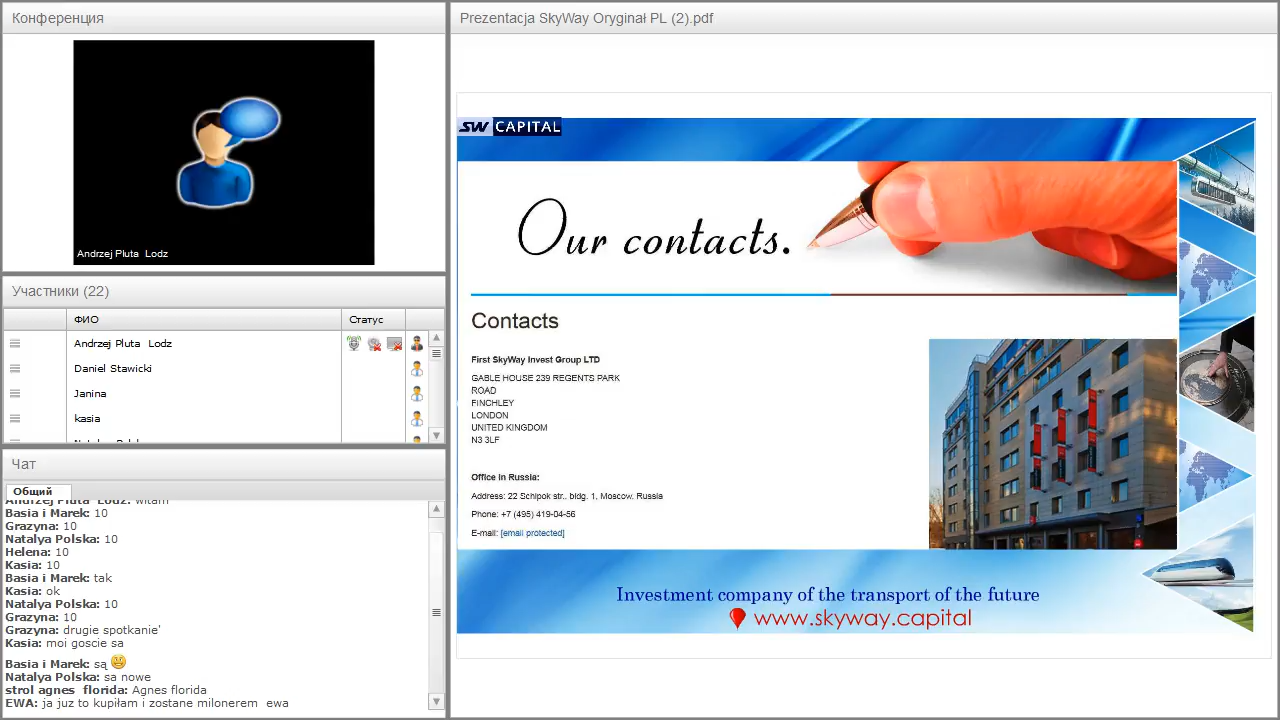 Конференция
Andrzej Pluta Lodz
Участники (22)
ФИО
Статус
Andrzej Pluta Lodż
Daniel Stawicki
Janina
kasia
Чат
Общий
Andrzej Pluta Lodz: witam
Basia i Marek: 10
Grazyna: 10
Natalya Polska: 10
Helena: 10
Kasia: 10
Basia i Marek: tak
Kasia: ok
Natalya Polska: 10
Grazyna: 10
Grazyna: drugie spotkanie'
Kasia: moi goscie sa
Basia i Marek: są
Natalya Polska: sa nowe
strol agnes florida: Agnes florida
EWA: ja juz to kupiłam i zostyne milonerem ewa
Prezentacja SkyWay Oryginał PL (2).pdf
SW CAPITAL
Our contacts.
Contacts
First SkyWay Invest Group LTD
GABLE HOUSE 239 REGENTS PARK
ROAD
FINCHLEY
LONDON
UNITED KINGDOM
N3 3LF
Office in Russia:
Address: 22 Schipok str., bldg. 1, Moscow, Russia
Phone: +7 (495) 419-04-56
E-mail: [email protected]
Investment company of the transport of the future
www.skyway.capital